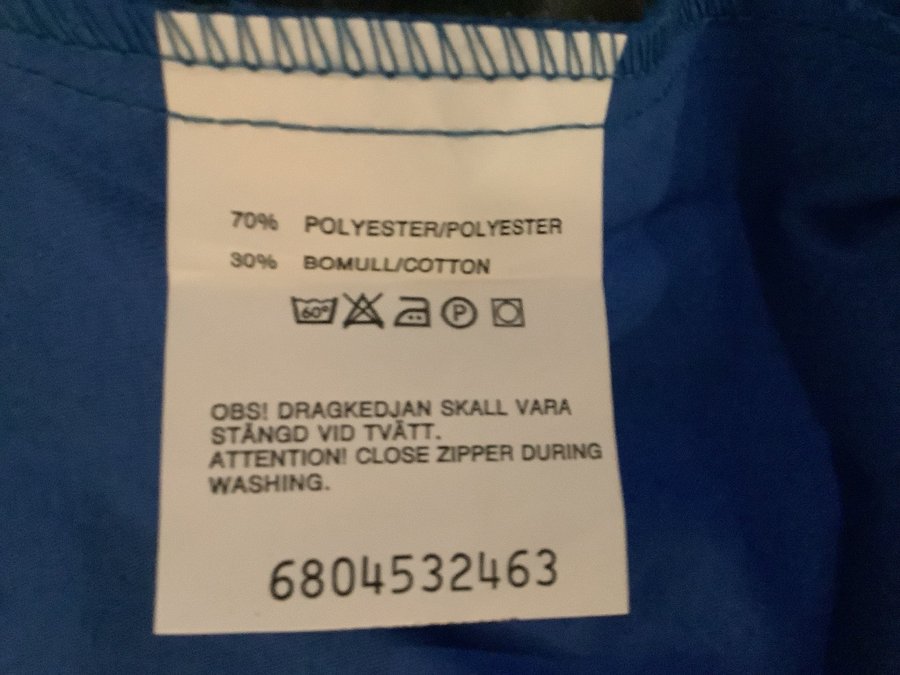 70% POLYESTER/POLYESTER
30% BOMULL/COTTON
60° P
OBS! DRAGKEDJAN SKALL VARA
STÄNGD VID TVÄTT.
ATTENTION! CLOSE ZIPPER DURING
WASHING.
6804532463